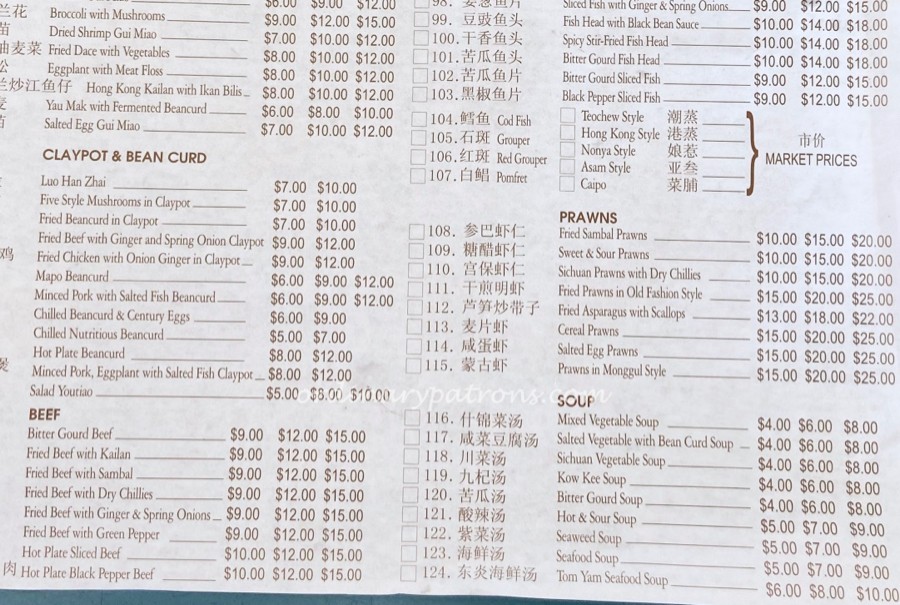 兰花 Broccoli with Mushrooms $9.00 $12.00 $15.00
苗 Dried Shrimp Gui Miao $7.00 $10.00 $12.00
油麦菜 Fried Dace with Vegetables $8.00 $10.00 $12.00
松 Eggplant with Meat Floss $8.00 $10.00 $12.00
兰炒江鱼仔 Hong Kong Kailan with Ikan Bilis $8.00 $10.00 $12.00
麦 Yau Mak with Fermented Beancurd $6.00 $8.00 $10.00
苗 Salted Egg Gui Miao $7.00 $10.00 $12.00
CLAYPOT & BEAN CURD
Luo Han Zhai $7.00 $10.00
Five Style Mushrooms in Claypot $7.00 $10.00
Fried Beancurd in Claypot $7.00 $10.00
Fried Beef with Ginger and Spring Onion Claypot $9.00 $12.00
鸡 Fried Chicken with Onion Ginger in Claypot $9.00 $12.00
Mapo Beancurd $6.00 $9.00 $12.00
Minced Pork with Salted Fish Beancurd $6.00 $9.00 $12.00
Chilled Beancurd & Century Eggs $6.00 $9.00
Chilled Nutritious Beancurd $5.00 $7.00
Hot Plate Beancurd $8.00 $12.00
煲 Minced Pork, Eggplant with Salted Fish Claypot $8.00 $12.00
Salad Youtiao $5.00 $8.00 $10.00
BEEF
Bitter Gourd Beef $9.00 $12.00 $15.00
Fried Beef with Kailan $9.00 $12.00 $15.00
Fried Beef with Sambal $9.00 $12.00 $15.00
Fried Beef with Dry Chillies $9.00 $12.00 $15.00
Fried Beef with Ginger & Spring Onions $9.00 $12.00 $15.00
Fried Beef with Green Pepper $9.00 $12.00 $15.00
Hot Plate Sliced Beef $10.00 $12.00 $15.00
肉 Hot Plate Black Pepper Beef $10.00 $12.00 $15.00
98. 姜葱鱼片 Sliced Fish with Ginger & Spring Onions $9.00 $12.00 $15.00
99. 豆豉鱼头 Fish Head with Black Bean Sauce $10.00 $14.00 $18.00
100. 干香鱼头 Spicy Stir-Fried Fish Head $10.00 $14.00 $18.00
101. 苦瓜鱼头 Bitter Gourd Fish Head $10.00 $14.00 $18.00
102. 苦瓜鱼片 Bitter Gourd Sliced Fish $9.00 $12.00 $15.00
103. 黑椒鱼片 Black Pepper Sliced Fish $9.00 $12.00 $15.00
104. 鳕鱼 Cod Fish
105. 石斑 Grouper
106. 红斑 Red Grouper
107. 白鲳 Pomfret
Teochew Style 潮蒸
Hong Kong Style 港蒸
Nonya Style 娘惹
Asam Style 亚叁
Caipo 菜脯
市价
MARKET PRICES
PRAWNS
108. 参巴虾仁 Fried Sambal Prawns $10.00 $15.00 $20.00
109. 糖醋虾仁 Sweet & Sour Prawns $10.00 $15.00 $20.00
110. 宫保虾仁 Sichuan Prawns with Dry Chillies $10.00 $15.00 $20.00
111. 干煎明虾 Fried Prawns in Old Fashion Style $15.00 $20.00 $25.00
112. 芦笋炒带子 Fried Asparagus with Scallops $13.00 $18.00 $22.00
113. 麦片虾 Cereal Prawns $15.00 $20.00 $25.00
114. 咸蛋虾 Salted Egg Prawns $15.00 $20.00 $25.00
115. 蒙古虾 Prawns in Monggul Style $15.00 $20.00 $25.00
SOUP
116. 什锦菜汤 Mixed Vegetable Soup $4.00 $6.00 $8.00
117. 咸菜豆腐汤 Salted Vegetable with Bean Curd Soup $4.00 $6.00 $8.00
118. 川菜汤 Sichuan Vegetable Soup $4.00 $6.00 $8.00
119. 九杞汤 Kow Kee Soup $4.00 $6.00 $8.00
120. 苦瓜汤 Bitter Gourd Soup $4.00 $6.00 $8.00
121. 酸辣汤 Hot & Sour Soup $5.00 $7.00 $9.00
122. 紫菜汤 Seaweed Soup $5.00 $7.00 $9.00
123. 海鲜汤 Seafood Soup $5.00 $7.00 $9.00
124. 东炎海鲜汤 Tom Yam Seafood Soup $6.00 $8.00 $10.00